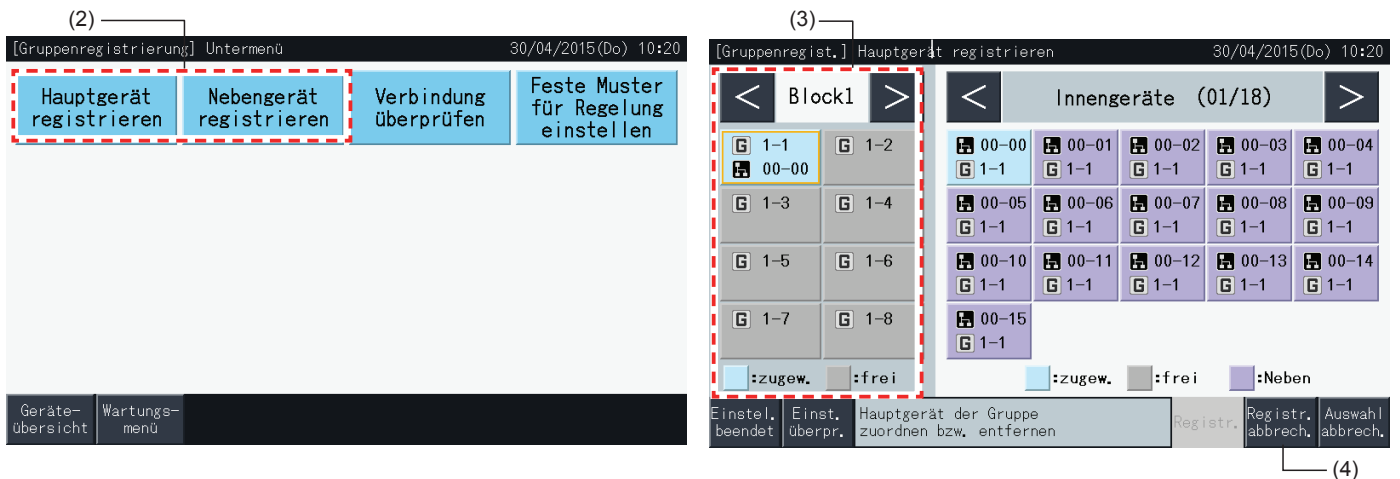 (2)
[Gruppenregistrierung] Untermenü 30/04/2015(Do) 10:20
Hauptgerät
registrieren
Nebengerät
registrieren
Verbindung
überprüfen
Feste Muster
für Regelung
einstellen
Geräte-
übersicht
Wartungs-
menü
(3)
[Gruppenregist.] Hauptgerät registrieren 30/04/2015(Do) 10:20
< Block1 >
G 1-1
00-00
G 1-2
G 1-3
G 1-4
G 1-5
G 1-6
G 1-7
G 1-8
:zugew. :frei
< Innengeräte (01/18) >
00-00 00-01 00-02 00-03 00-04
G 1-1 G 1-1 G 1-1 G 1-1 G 1-1
00-05 00-06 00-07 00-08 00-09
G 1-1 G 1-1 G 1-1 G 1-1 G 1-1
00-10 00-11 00-12 00-13 00-14
G 1-1 G 1-1 G 1-1 G 1-1 G 1-1
00-15
G 1-1
:zugew. :frei :Neben
Einstel.
beendet
Einst.
überpr.
Hauptgerät der Gruppe
zuordnen bzw. entfernen
Registr.
Registr.
abbrech.
Auswahl
abbrech.
(4)